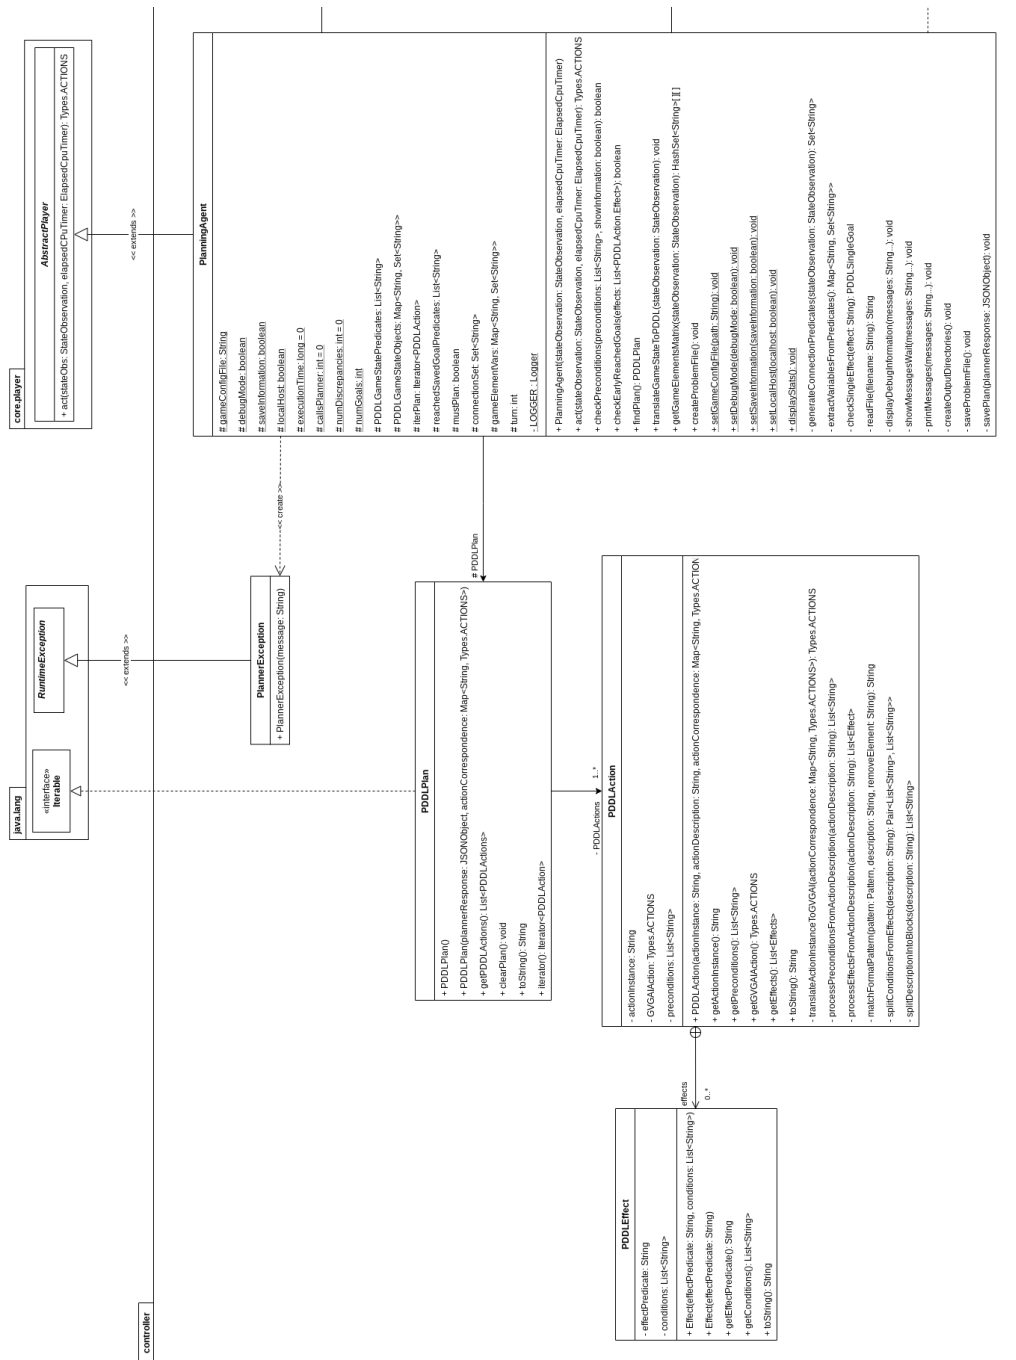 controller
java.lang
«interface»
Iterable
RuntimeException
core.player
AbstractPlayer
+ act(stateObs: StateObservation, elapsedCPuTimer: ElapsedCpuTimer): Types.ACTIONS
<< extends >>
<< extends >>
PlanningAgent
# gameConfigFile: String
# debugMode: boolean
# saveInformation: boolean
# localHost: boolean
# executionTime: long = 0
# callsPlanner: int = 0
# numDiscrepancies: int = 0
# numGoals: int
# PDDLGameStatePredicates: List<String>
# PDDLGameStateObjects: Map<String, Set<String>>
# iterPlan: Iterator<PDDLAction>
# reachedSavedGoalPredicates: List<String>
# mustPlan: boolean
# connectionSet: Set<String>
# gameElementVars: Map<String, Set<String>>
# turn: int
- LOGGER: Logger
+ PlanningAgent(stateObservation: StateObservation, elapsedCpuTimer: ElapsedCpuTimer)
+ act(stateObservation: StateObservation, elapsedCpuTimer: ElapsedCpuTimer): Types.ACTIONS
+ checkPreconditions(preconditions: List<String>, showInformation: boolean): boolean
+ checkEarlyReachedGoals(effects: List<PDDLAction.Effect>): boolean
+ findPlan(): PDDLPlan
+ translateGameStateToPDDL(stateObservation: StateObservation): void
+ getGameElementsMatrix(stateObservation: StateObservation): HashSet<String>[][]
+ createProblemFile(): void
+ setGameConfigFile(path: String): void
+ setDebugMode(debugMode: boolean): void
+ setSaveInformation(saveInformation: boolean): void
+ setLocalHost(localhost: boolean): void
+ displayStats(): void
- generateConnectionPredicates(stateObservation: StateObservation): Set<String>
- extractVariablesFromPredicates(): Map<String, Set<String>>
- checkSingleEffect(effect: String): PDDLSingleGoal
- readFile(filename: String): String
- displayDebugInformation(messages: String...): void
- showMessagesWait(messages: String...): void
- printMessages(messages: String...): void
- createOutputDirectories(): void
- saveProblemFile(): void
- savePlan(plannerResponse: JSONObject): void
<< create >>
PlannerException
+ PlannerException(message: String)
# PDDLPlan
PDDLPlan
+ PDDLPlan()
+ PDDLPlan(plannerResponse: JSONObject, actionCorrespondence: Map<String, Types.ACTIONS>)
+ getPDDLActions(): List<PDDLActions>
+ clearPlan(): void
+ toString(): String
+ iterator(): Iterator<PDDLAction>
- PDDLActions
1..*
PDDLAction
- actionInstance: String
- GVGAIAction: Types.ACTIONS
- preconditions: List<String>
+ PDDLAction(actionInstance: String, actionDescription: String, actionCorrespondence: Map<String, Types.ACTION
+ getActionInstance(): String
+ getPreconditions(): List<String>
+ getGVGAIAction(): Types.ACTIONS
+ getEffects(): List<Effects>
+ toString(): String
- translateActionInstanceToGVGAI(actionCorrespondence: Map<String, Types.ACTIONS>): Types.ACTIONS
- processPreconditionsFromActionDescription(actionDescription: String): List<String>
- processEffectsFromActionDescription(actionDescription: String): List<Effect>
- matchFormatPattern(pattern: Pattern, description: String, removeElement: String): String
- splitConditionsFromEffects(description: String): Pair<List<String>, List<String>>
- splitDescriptionIntoBlocks(description: String): List<String>
effects
0..*
PDDLEffect
- effectPredicate: String
- conditions: List<String>
+ Effect(effectPredicate: String, conditions: List<String>)
+ Effect(effectPredicate: String)
+ getEffectPredicate(): String
+ getConditions(): List<String>
+ toString(): String